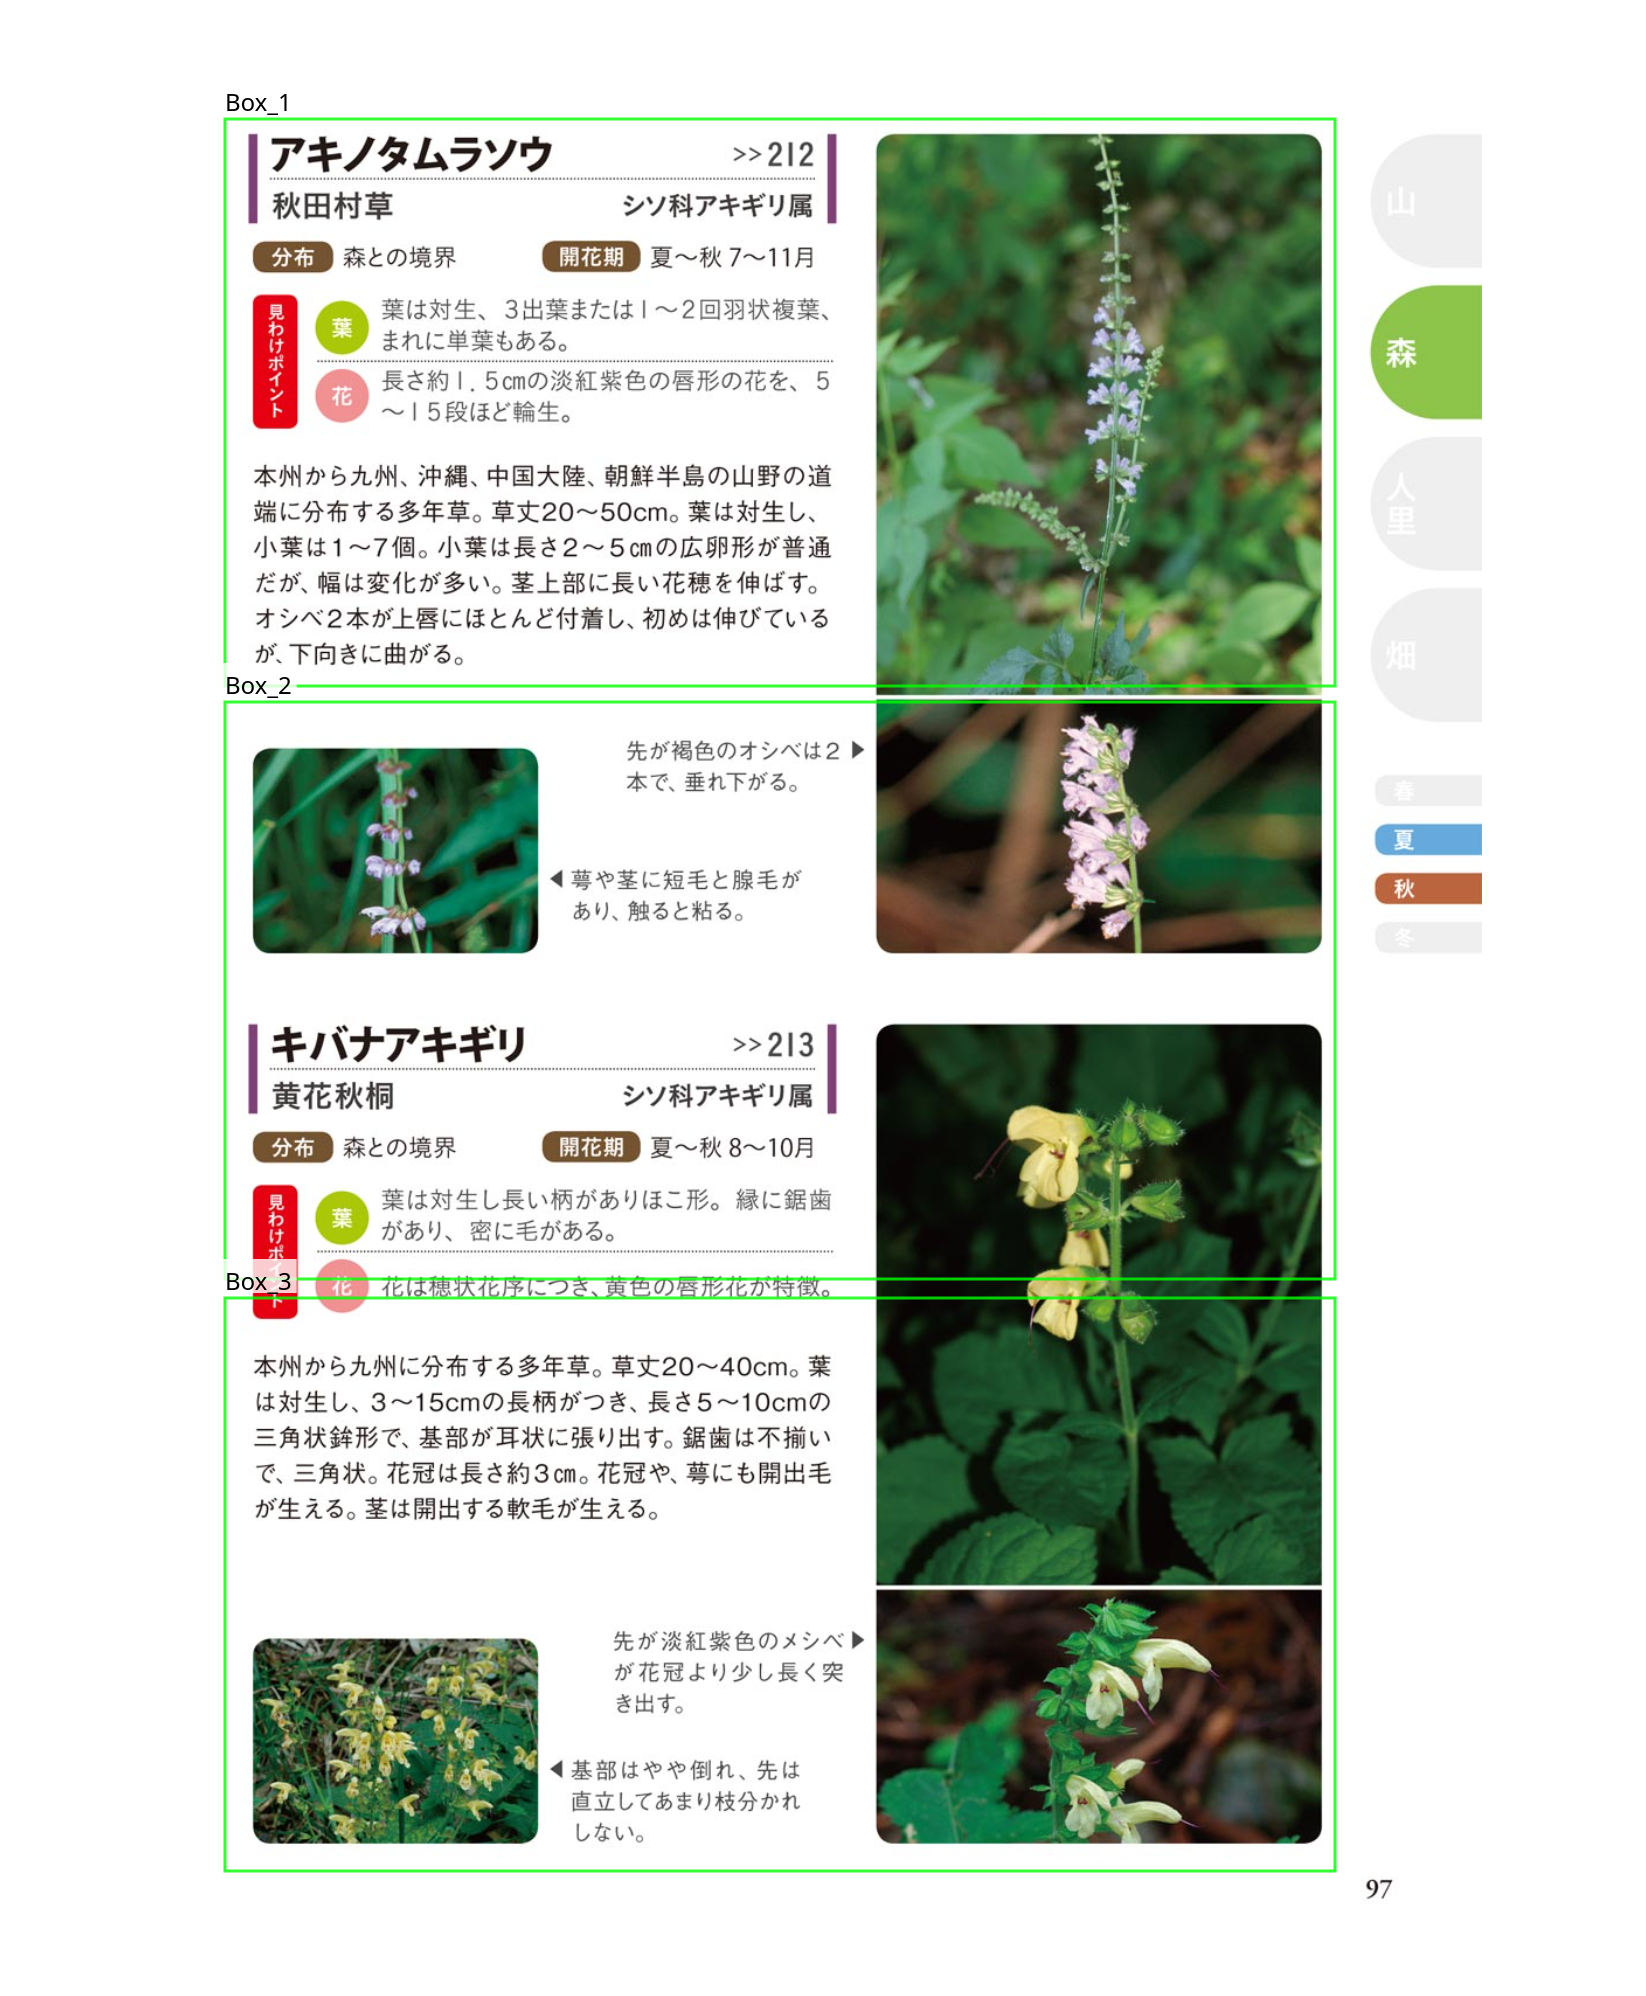 Box_1
アキノタムラソウ >>212
秋田村草 シソ科アキギリ属
分布 森との境界 開花期 夏〜秋 7〜11月
見わけポイント
葉 葉は対生、3出葉または1〜2回羽状複葉、
まれに単葉もある。
花 長さ約1.5㎝の淡紅紫色の唇形の花を、5
〜15段ほど輪生。
本州から九州、沖縄、中国大陸、朝鮮半島の山野の道
端に分布する多年草。草丈20〜50cm。葉は対生し、
小葉は1〜7個。小葉は長さ2〜5㎝の広卵形が普通
だが、幅は変化が多い。茎上部に長い花穂を伸ばす。
オシベ2本が上唇にほとんど付着し、初めは伸びている
が、下向きに曲がる。
Box_2
先が褐色のオシベは2▶
本で、垂れ下がる。
◀萼や茎に短毛と腺毛が
あり、触ると粘る。
キバナアキギリ >>213
黄花秋桐 シソ科アキギリ属
分布 森との境界 開花期 夏〜秋 8〜10月
見わけポイント
葉 葉は対生し長い柄がありほこ形。縁に鋸歯
があり、密に毛がある。
Box_3
花 花は穂状花序につき、黄色の唇形花が特徴。
本州から九州に分布する多年草。草丈20〜40cm。葉
は対生し、3〜15cmの長柄がつき、長さ5〜10cmの
三角状鉾形で、基部が耳状に張り出す。鋸歯は不揃い
で、三角状。花冠は長さ約3㎝。花冠や、萼にも開出毛
が生える。茎は開出する軟毛が生える。
先が淡紅紫色のメシベ▶
が花冠より少し長く突
き出す。
◀基部はやや倒れ、先は
直立してあまり枝分かれ
しない。
山
森
人里
畑
春
夏
秋
冬
97